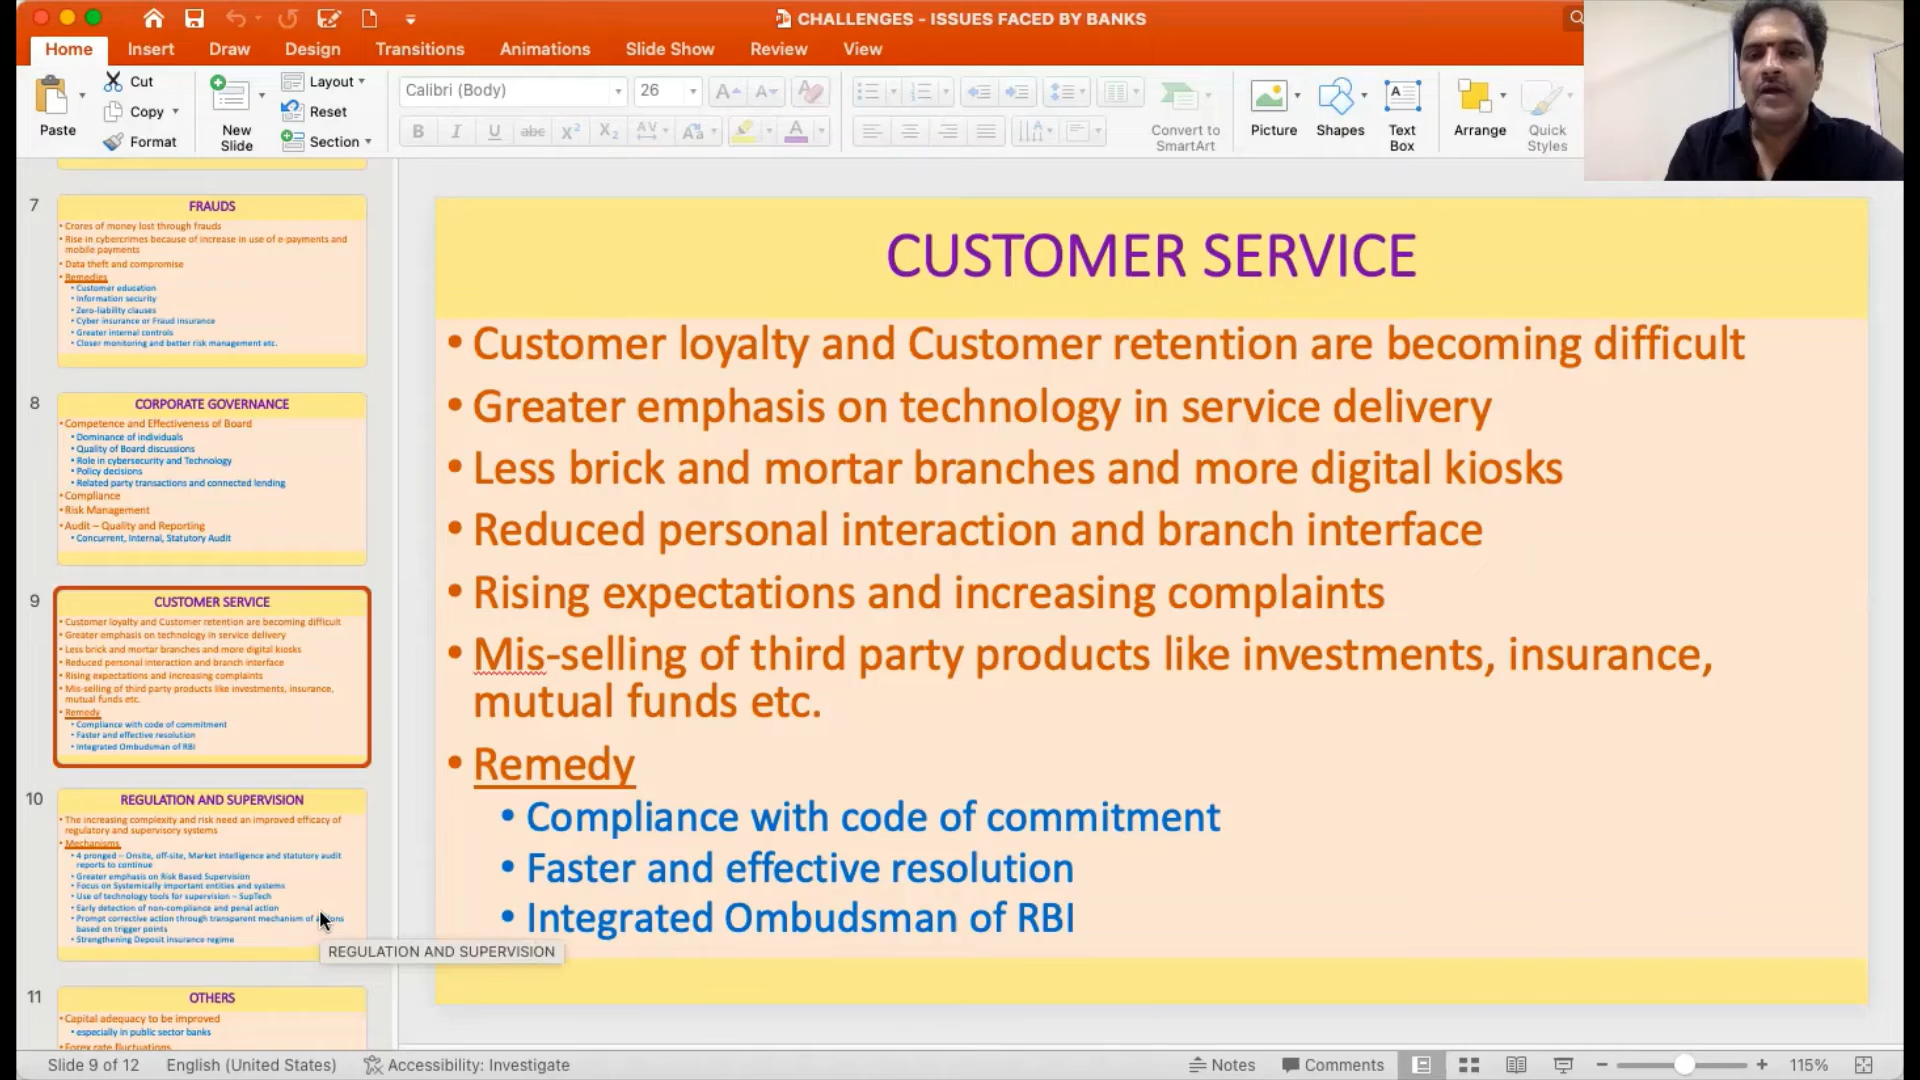 CHALLENGES - ISSUES FACED BY BANKS
Home Insert Draw Design Transitions Animations Slide Show Review View
Paste
Cut
Copy
Format
New
Slide
Layout
Reset
Section
Calibri (Body) 26
B I U abc X² X₂ AV Aa A
Convert to
SmartArt
Picture
Shapes
Text
Box
Arrange
Quick
Styles
7
FRAUDS
• Crores of money lost through frauds
• Rise in cybercrimes because of increase in use of e-payments and
mobile payments
• Data theft and compromise
• Remedies
• Customer education
• Information security
• Zero-liability clauses
• Cyber insurance or Fraud insurance
• Greater internal controls
• Closer monitoring and better risk management etc.
8
CORPORATE GOVERNANCE
• Competence and Effectiveness of Board
• Dominance of individuals
• Quality of Board discussions
• Role in cybersecurity and Technology
• Policy decisions
• Related party transactions and connected lending
• Compliance
• Risk Management
• Audit – Quality and Reporting
• Concurrent, Internal, Statutory Audit
9
CUSTOMER SERVICE
• Customer loyalty and Customer retention are becoming difficult
• Greater emphasis on technology in service delivery
• Less brick and mortar branches and more digital kiosks
• Reduced personal interaction and branch interface
• Rising expectations and increasing complaints
• Mis-selling of third party products like investments, insurance,
mutual funds etc.
• Remedy
• Compliance with code of commitment
• Faster and effective resolution
• Integrated Ombudsman of RBI
10
REGULATION AND SUPERVISION
• The increasing complexity and risk need an improved efficacy of
regulatory and supervisory systems
• Mechanisms
• 4 pronged – Onsite, off-site, Market intelligence and statutory audit
reports to continue
• Greater emphasis on Risk Based Supervision
• Focus on Systemically important entities and systems
• Use of technology tools for supervision – SupTech
• Early detection of non-compliance and penal action
• Prompt corrective action through transparent mechanism of
based on trigger points
• Strengthening Deposit insurance regime
REGULATION AND SUPERVISION
11
OTHERS
• Capital adequacy to be improved
• especially in public sector banks
• Forex rate fluctuations
CUSTOMER SERVICE
• Customer loyalty and Customer retention are becoming difficult
• Greater emphasis on technology in service delivery
• Less brick and mortar branches and more digital kiosks
• Reduced personal interaction and branch interface
• Rising expectations and increasing complaints
• Mis-selling of third party products like investments, insurance,
mutual funds etc.
• Remedy
• Compliance with code of commitment
• Faster and effective resolution
• Integrated Ombudsman of RBI
Slide 9 of 12 English (United States) Accessibility: Investigate Notes Comments 115%